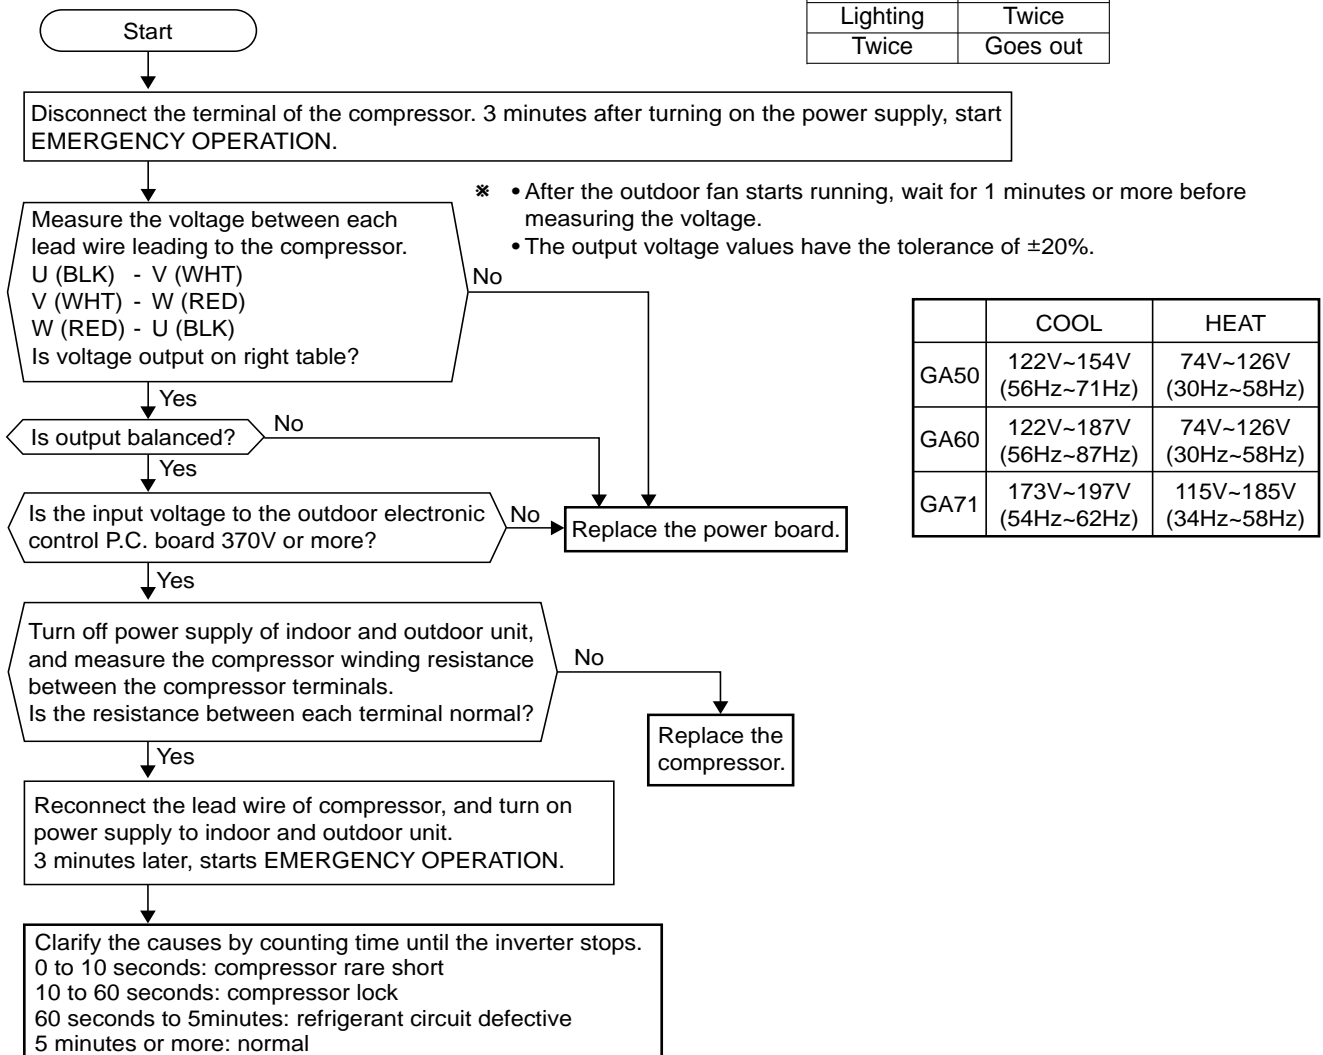 Lighting Twice
Twice Goes out
Start
Disconnect the terminal of the compressor. 3 minutes after turning on the power supply, start
EMERGENCY OPERATION.
※ • After the outdoor fan starts running, wait for 1 minutes or more before
measuring the voltage.
• The output voltage values have the tolerance of ±20%.
Measure the voltage between each
lead wire leading to the compressor.
U (BLK) - V (WHT)
V (WHT) - W (RED)
W (RED) - U (BLK)
Is voltage output on right table?
No
Yes
COOL HEAT
GA50 122V~154V (56Hz~71Hz) 74V~126V (30Hz~58Hz)
GA60 122V~187V (56Hz~87Hz) 74V~126V (30Hz~58Hz)
GA71 173V~197V (54Hz~62Hz) 115V~185V (34Hz~58Hz)
Is output balanced?
No
Yes
Is the input voltage to the outdoor electronic
control P.C. board 370V or more?
No
Replace the power board.
Yes
Turn off power supply of indoor and outdoor unit,
and measure the compressor winding resistance
between the compressor terminals.
Is the resistance between each terminal normal?
No
Replace the
compressor.
Yes
Reconnect the lead wire of compressor, and turn on
power supply to indoor and outdoor unit.
3 minutes later, starts EMERGENCY OPERATION.
Clarify the causes by counting time until the inverter stops.
0 to 10 seconds: compressor rare short
10 to 60 seconds: compressor lock
60 seconds to 5minutes: refrigerant circuit defective
5 minutes or more: normal